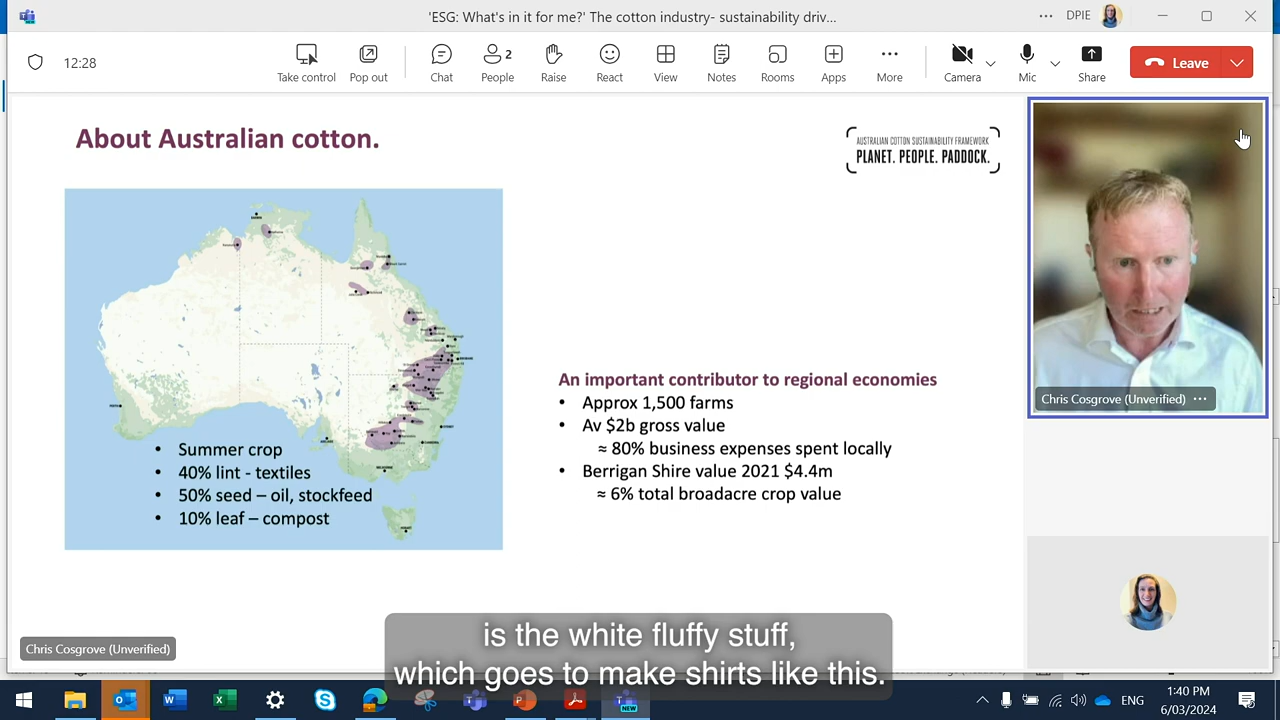 'ESG: What's in it for me?' The cotton industry- sustainability driv...
DPIE
12:28
Take control
Pop out
Chat
2
People
Raise
React
View
Notes
Rooms
Apps
More
Camera
Mic
Share
Leave
About Australian cotton.
AUSTRALIAN COTTON SUSTAINABILITY FRAMEWORK
PLANET. PEOPLE. PADDOCK.
• Summer crop
• 40% lint - textiles
• 50% seed – oil, stockfeed
• 10% leaf – compost
An important contributor to regional economies
• Approx 1,500 farms
• Av $2b gross value
≈ 80% business expenses spent locally
• Berrigan Shire value 2021 $4.4m
≈ 6% total broadacre crop value
Chris Cosgrove (Unverified) ...
Chris Cosgrove (Unverified)
is the white fluffy stuff,
which goes to make shirts like this.
NEW
ENG
1:40 PM
6/03/2024